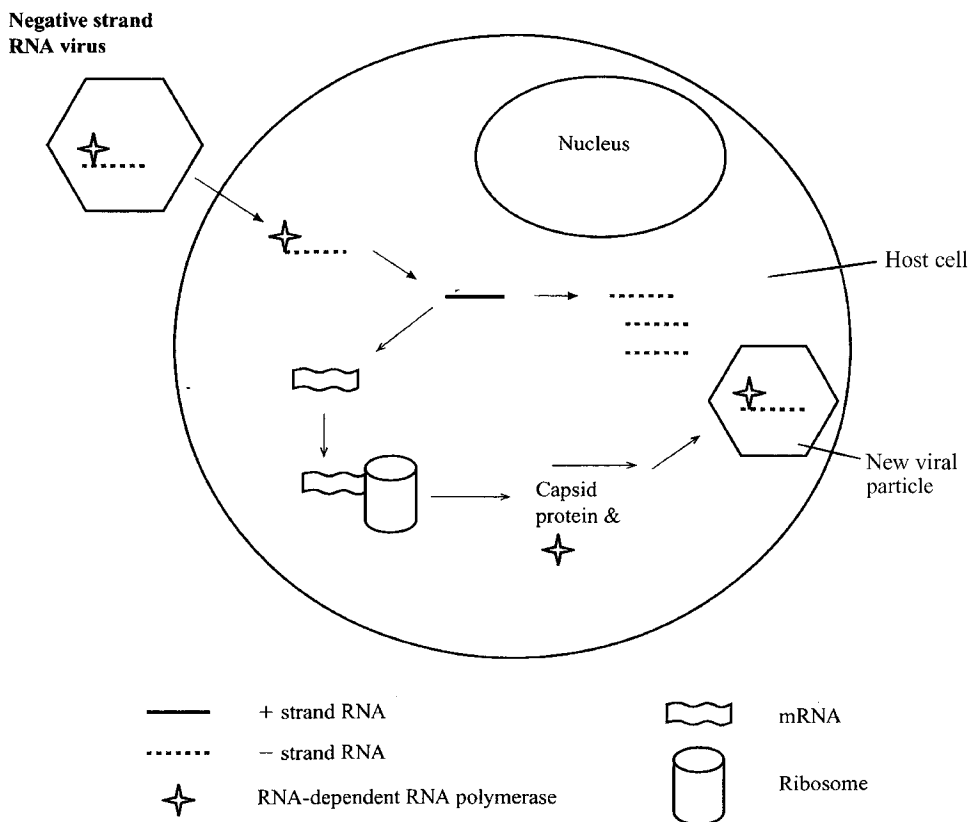 Negative strand
RNA virus
Nucleus
Host cell
New viral
particle
Capsid
protein &
+ strand RNA
− strand RNA
RNA-dependent RNA polymerase
mRNA
Ribosome